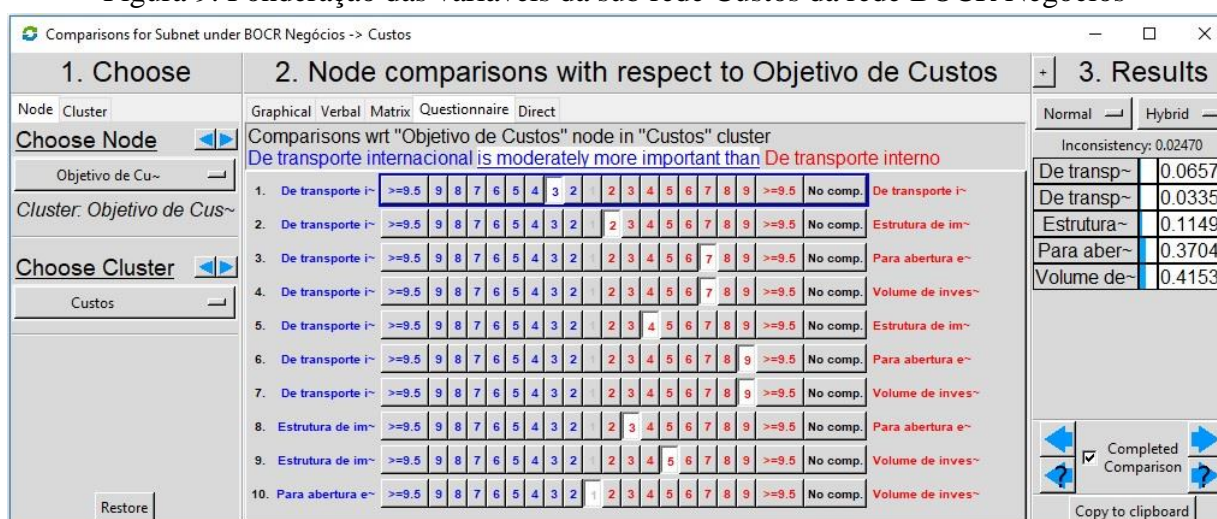 Figura 9: Ponderação das variáveis da sub-rede Custos da rede BOCR Negócios
Comparisons for Subnet under BOCR Negócios -> Custos
1. Choose
Node Cluster
Choose Node
Objetivo de Cu~
Cluster: Objetivo de Cus~
Choose Cluster
Custos
Restore
2. Node comparisons with respect to Objetivo de Custos
Graphical Verbal Matrix Questionnaire Direct
Comparisons wrt "Objetivo de Custos" node in "Custos" cluster
De transporte internacional is moderately more important than De transporte interno
1. De transporte i~ >=9.5 9 8 7 6 5 4 3 2 1 2 3 4 5 6 7 8 9 >=9.5 No comp. De transporte i~
2. De transporte i~ >=9.5 9 8 7 6 5 4 3 2 1 2 3 4 5 6 7 8 9 >=9.5 No comp. Estrutura de im~
3. De transporte i~ >=9.5 9 8 7 6 5 4 3 2 1 2 3 4 5 6 7 8 9 >=9.5 No comp. Para abertura e~
4. De transporte i~ >=9.5 9 8 7 6 5 4 3 2 1 2 3 4 5 6 7 8 9 >=9.5 No comp. Volume de inves~
5. De transporte i~ >=9.5 9 8 7 6 5 4 3 2 1 2 3 4 5 6 7 8 9 >=9.5 No comp. Estrutura de im~
6. De transporte i~ >=9.5 9 8 7 6 5 4 3 2 1 2 3 4 5 6 7 8 9 >=9.5 No comp. Para abertura e~
7. De transporte i~ >=9.5 9 8 7 6 5 4 3 2 1 2 3 4 5 6 7 8 9 >=9.5 No comp. Volume de inves~
8. Estrutura de im~ >=9.5 9 8 7 6 5 4 3 2 1 2 3 4 5 6 7 8 9 >=9.5 No comp. Para abertura e~
9. Estrutura de im~ >=9.5 9 8 7 6 5 4 3 2 1 2 3 4 5 6 7 8 9 >=9.5 No comp. Volume de inves~
10. Para abertura e~ >=9.5 9 8 7 6 5 4 3 2 1 2 3 4 5 6 7 8 9 >=9.5 No comp. Volume de inves~
+ 3. Results
Normal Hybrid
Inconsistency: 0.02470
De transp~ 0.0657
De transp~ 0.0335
Estrutura~ 0.1149
Para aber~ 0.3704
Volume de~ 0.4153
Completed
Comparison
? ?
Copy to clipboard